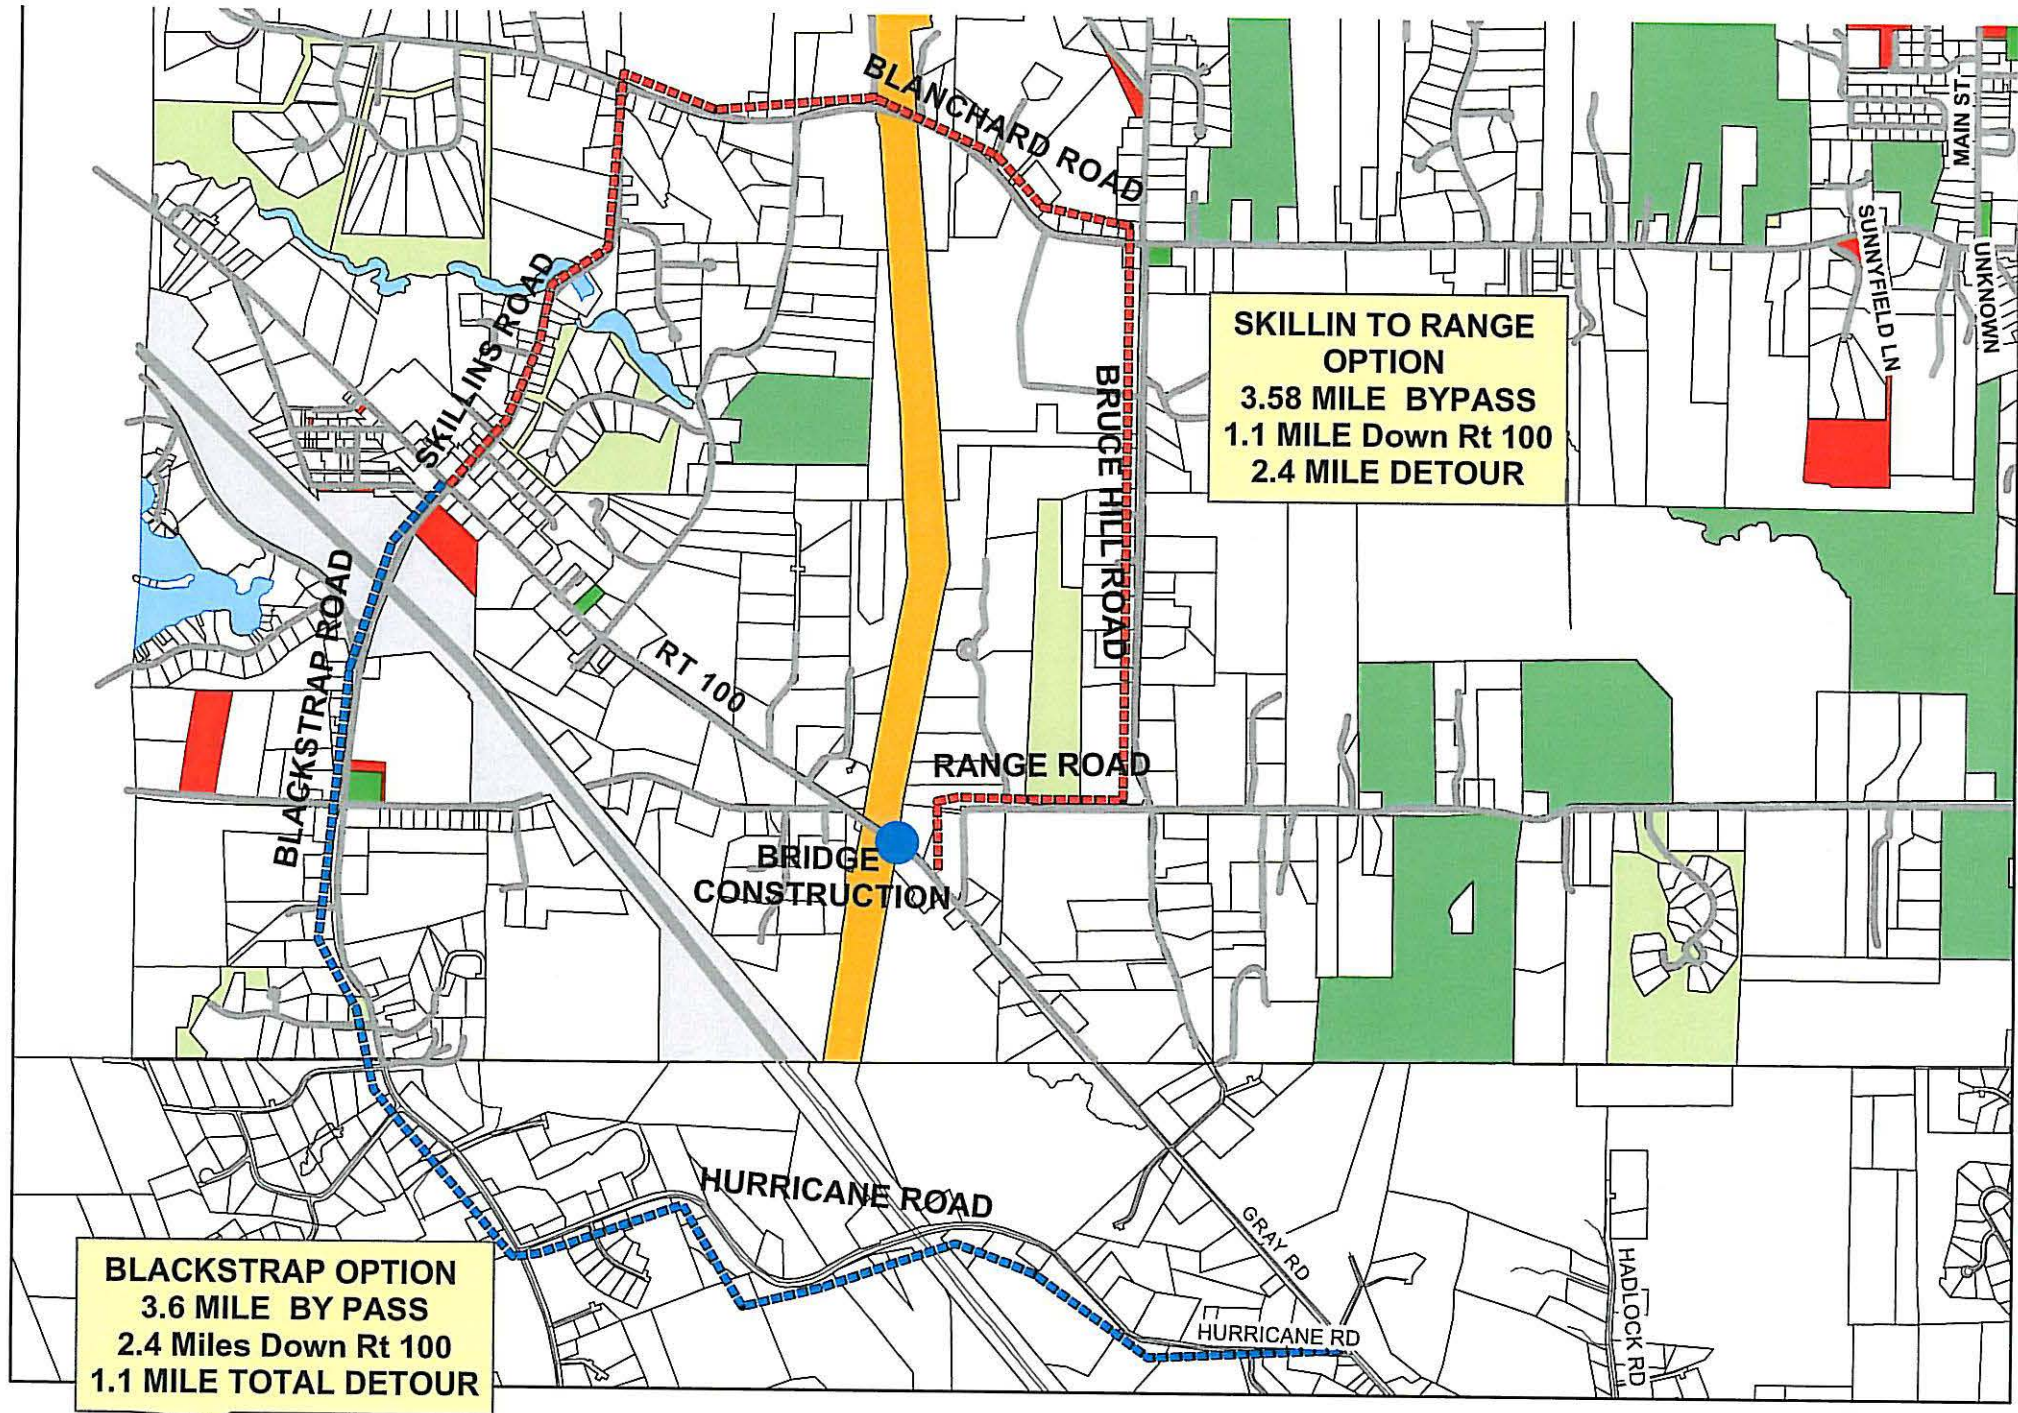 BLANCHARD ROAD
MAIN ST
SUNNYFIELD LN
UNKNOWN
SKILLINS ROAD
SKILLIN TO RANGE
OPTION
3.58 MILE BYPASS
1.1 MILE Down Rt 100
2.4 MILE DETOUR
BRUCE HILL ROAD
BLACKSTRAP ROAD
RT 100
RANGE ROAD
BRIDGE
CONSTRUCTION
HURRICANE ROAD
GRAY RD
HADLOCK RD
HURRICANE RD
BLACKSTRAP OPTION
3.6 MILE BY PASS
2.4 Miles Down Rt 100
1.1 MILE TOTAL DETOUR